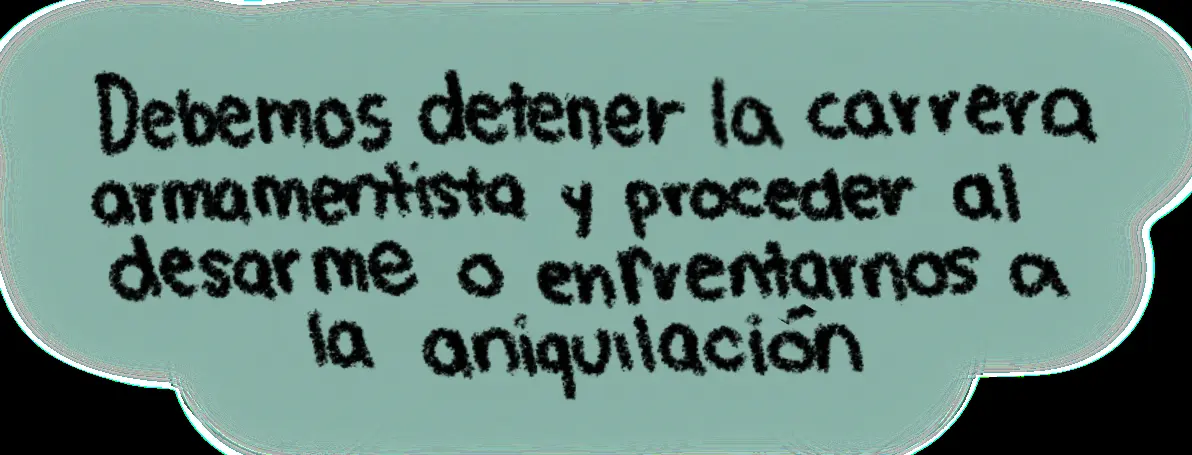 Debemos detener la carrera
armamentista y proceder al
desarme o enfrentarnos a
la aniquilación